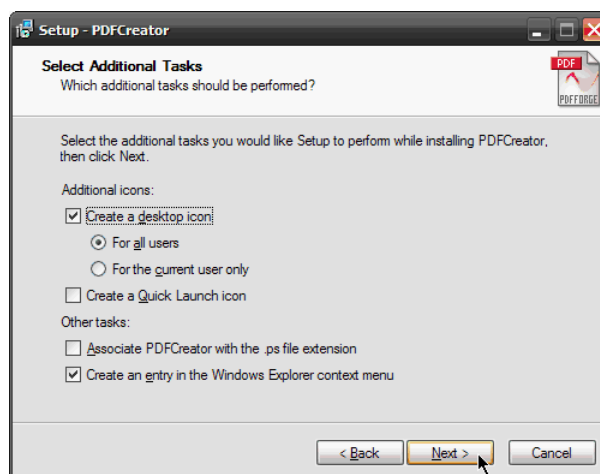 Setup - PDFCreator
Select Additional Tasks
Which additional tasks should be performed?
PDF
PDFFORGE
Select the additional tasks you would like Setup to perform while installing PDFCreator,
then click Next.
Additional icons:
Create a desktop icon
For all users
For the current user only
Create a Quick Launch icon
Other tasks:
Associate PDFCreator with the .ps file extension
Create an entry in the Windows Explorer context menu
< Back
Next >
Cancel